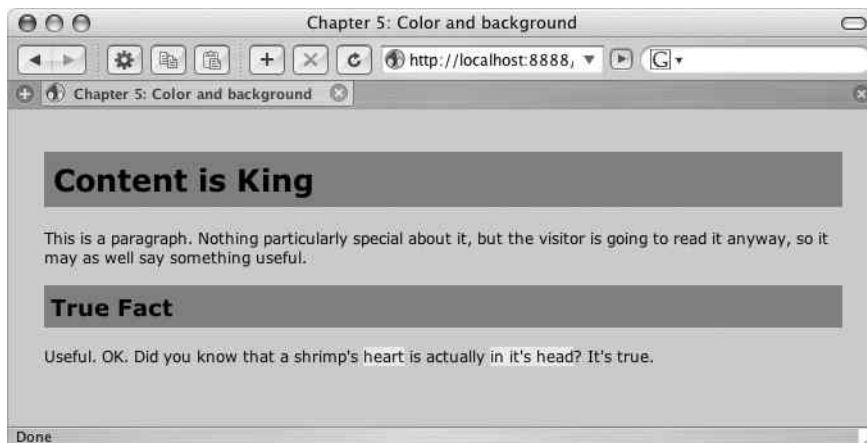 Chapter 5: Color and background
http://localhost:8888,
G
Chapter 5: Color and background
Content is King
This is a paragraph. Nothing particularly special about it, but the visitor is going to read it anyway, so it
may as well say something useful.
True Fact
Useful. OK. Did you know that a shrimp's heart is actually in it's head? It's true.
Done